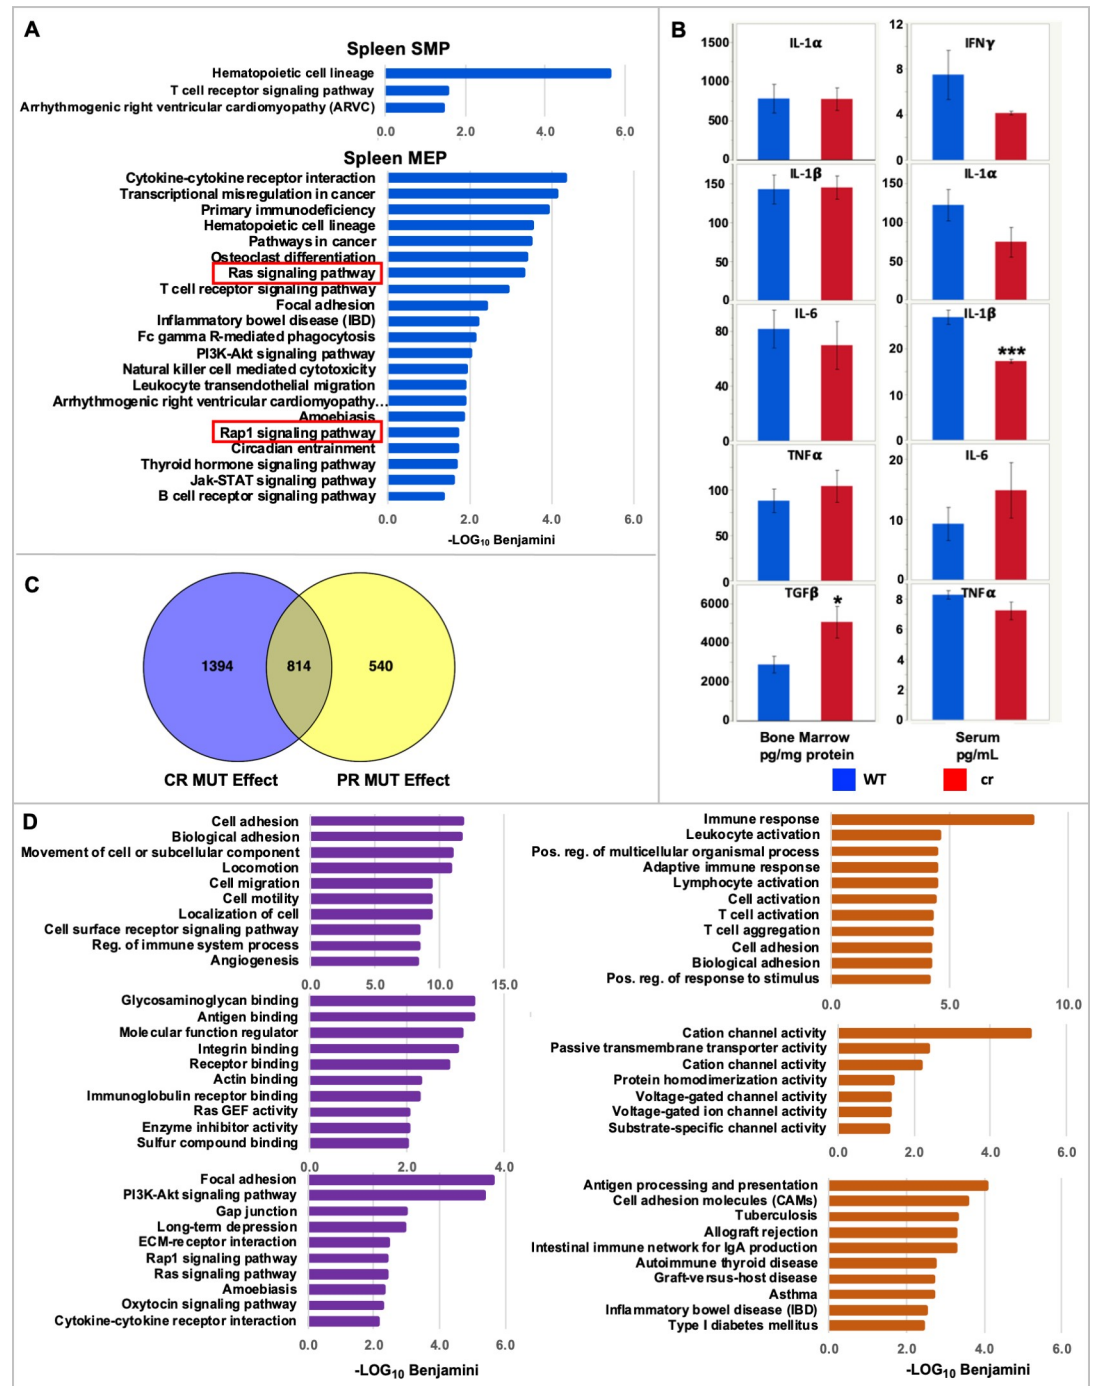 A
Spleen SMP
Hematopoietic cell lineage
T cell receptor signaling pathway
Arrhythmogenic right ventricular cardiomyopathy (ARVC)
0.0 2.0 4.0 6.0
Spleen MEP
Cytokine-cytokine receptor interaction
Transcriptional misregulation in cancer
Primary immunodeficiency
Hematopoietic cell lineage
Pathways in cancer
Osteoclast differentiation
Ras signaling pathway
T cell receptor signaling pathway
Focal adhesion
Inflammatory bowel disease (IBD)
Fc gamma R-mediated phagocytosis
PI3K-Akt signaling pathway
Natural killer cell mediated cytotoxicity
Leukocyte transendothelial migration
Arrhythmogenic right ventricular cardiomyopathy…
Amoebiasis
Rap1 signaling pathway
Circadian entrainment
Thyroid hormone signaling pathway
Jak-STAT signaling pathway
B cell receptor signaling pathway
0.0 2.0 4.0 6.0
-LOG10 Benjamini
B
IL-1α
1500
1000
500
0
IFNγ
12
8
4
0
IL-1β
150
100
50
0
IL-1α
150
100
50
0
IL-6
80
40
0
IL-1β
***
20
10
0
TNFα
100
50
0
IL-6
20
10
0
TGFβ
*
6000
4000
2000
0
TNFα
8
6
4
2
0
Bone Marrow
pg/mg protein
Serum
pg/mL
WT cr
C
1394 814 540
CR MUT Effect PR MUT Effect
D
Cell adhesion
Biological adhesion
Movement of cell or subcellular component
Locomotion
Cell migration
Cell motility
Localization of cell
Cell surface receptor signaling pathway
Reg. of immune system process
Angiogenesis
0.0 5.0 10.0 15.0
Glycosaminoglycan binding
Antigen binding
Molecular function regulator
Integrin binding
Receptor binding
Actin binding
Immunoglobulin receptor binding
Ras GEF activity
Enzyme inhibitor activity
Sulfur compound binding
0.0 2.0 4.0
Focal adhesion
PI3K-Akt signaling pathway
Gap junction
Long-term depression
ECM-receptor interaction
Rap1 signaling pathway
Ras signaling pathway
Amoebiasis
Oxytocin signaling pathway
Cytokine-cytokine receptor interaction
0.0 2.0 4.0 6.0
-LOG10 Benjamini
Immune response
Leukocyte activation
Pos. reg. of multicellular organismal process
Adaptive immune response
Lymphocyte activation
Cell activation
T cell activation
T cell aggregation
Cell adhesion
Biological adhesion
Pos. reg. of response to stimulus
0.0 5.0 10.0
Cation channel activity
Passive transmembrane transporter activity
Cation channel activity
Protein homodimerization activity
Voltage-gated channel activity
Voltage-gated ion channel activity
Substrate-specific channel activity
0.0 2.0 4.0 6.0
Antigen processing and presentation
Cell adhesion molecules (CAMs)
Tuberculosis
Allograft rejection
Intestinal immune network for IgA production
Autoimmune thyroid disease
Graft-versus-host disease
Asthma
Inflammatory bowel disease (IBD)
Type I diabetes mellitus
0.0 2.0 4.0 6.0
-LOG10 Benjamini